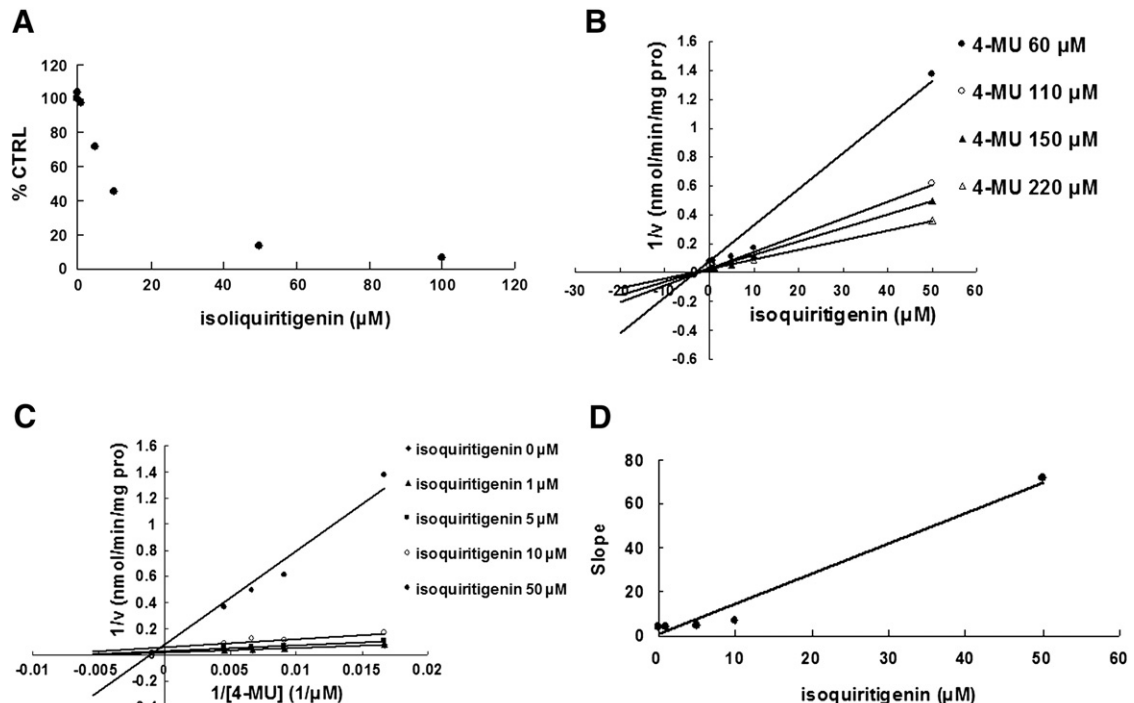 A
120
100
80
60
40
20
0
% CTRL
0 20 40 60 80 100 120
isoliquiritigenin (µM)
B
1.6
1.4
1.2
1
0.8
0.6
0.4
0.2
0
-0.2
-0.4
-0.6
1/v (nmol/min/mg pro)
-30 -20 -10 0 10 20 30 40 50 60
isoquiritigenin (µM)
4-MU 60 µM
4-MU 110 µM
4-MU 150 µM
4-MU 220 µM
C
1.6
1.4
1.2
1.0
0.8
0.6
0.4
0.2
0
-0.2
-0.4
1/v (nmol/min/mg pro)
-0.01 -0.005 0 0.005 0.01 0.015 0.02
1/[4-MU] (1/µM)
isoquiritigenin 0 µM
isoquiritigenin 1 µM
isoquiritigenin 5 µM
isoquiritigenin 10 µM
isoquiritigenin 50 µM
D
80
60
40
20
0
Slope
0 10 20 30 40 50 60
isoquiritigenin (µM)